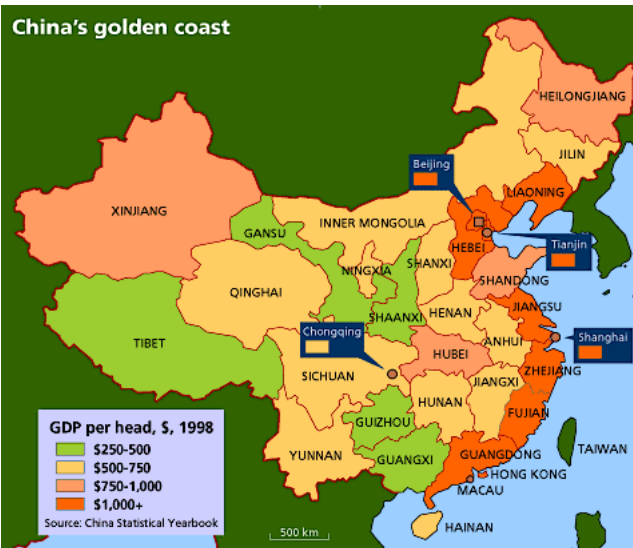 China's golden coast
HEILONGJIANG
JILIN
Beijing
LIAONING
XINJIANG
INNER MONGOLIA
GANSU
HEBEI
Tianjin
NINGXIA
SHANXI
SHANDONG
QINGHAI
HENAN
JIANGSU
SHAANXI
Chongqing
ANHUI
Shanghai
TIBET
HUBEI
ZHEJIANG
SICHUAN
JIANGXI
HUNAN
FUJIAN
GUIZHOU
YUNNAN
GUANGXI
GUANGDONG
TAIWAN
HONG KONG
MACAU
HAINAN
GDP per head, $, 1998
$250-500
$500-750
$750-1,000
$1,000+
Source: China Statistical Yearbook
500 km